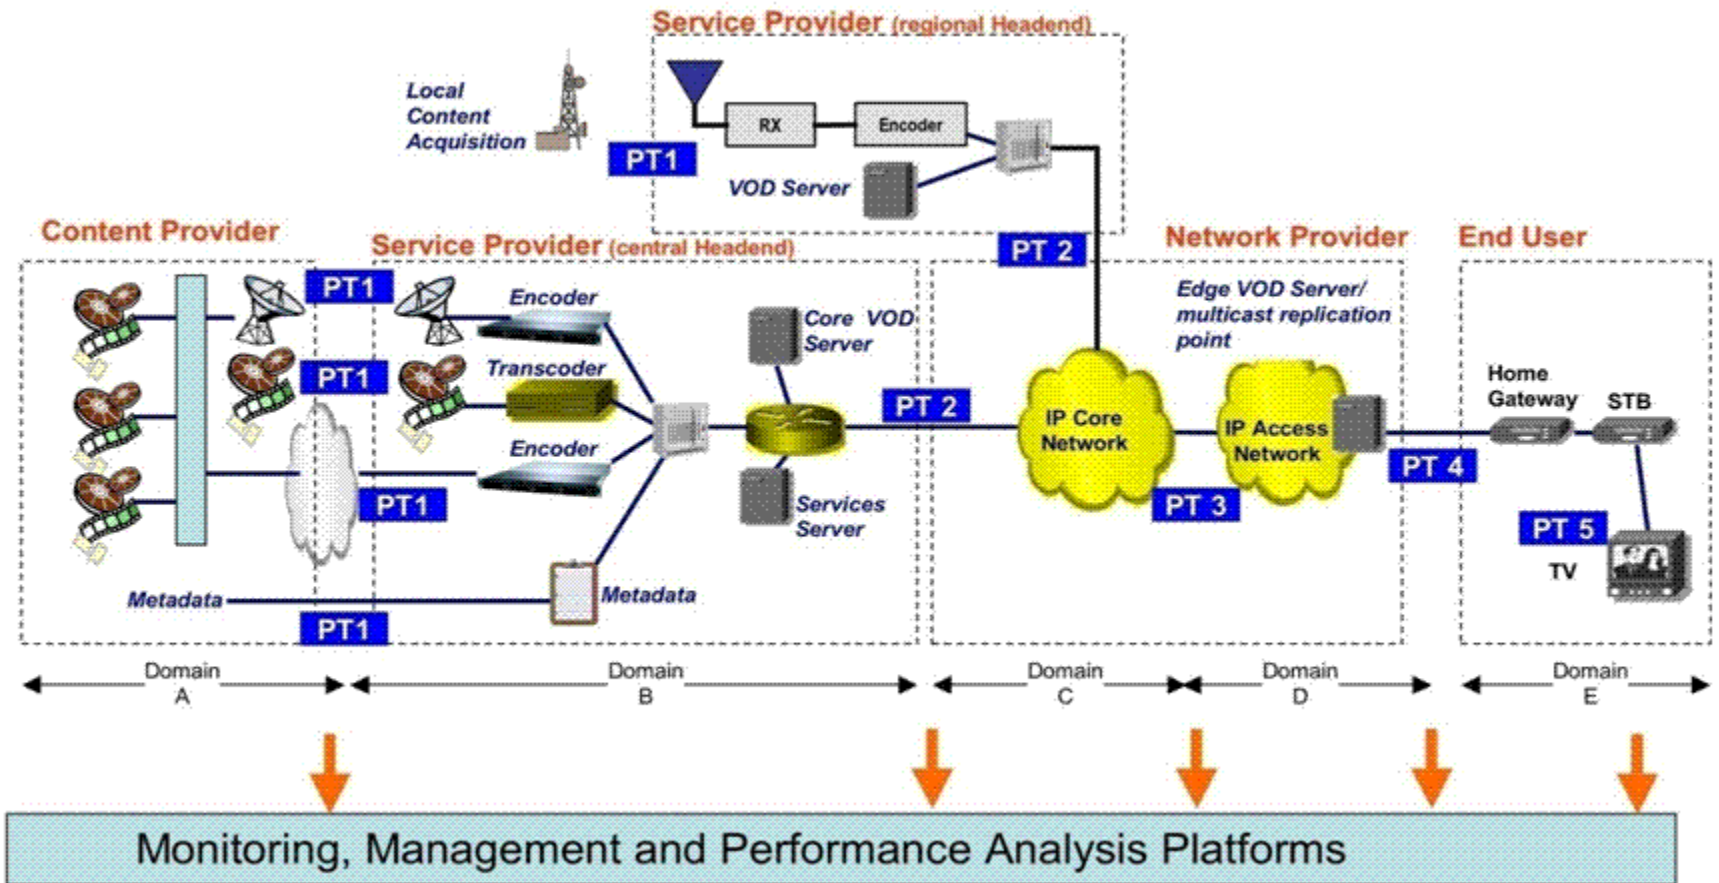 Service Provider (regional Headend)
Local
Content
Acquisition
PT1
RX
Encoder
VOD Server
PT 2
Content Provider
Service Provider (central Headend)
Network Provider
End User
PT1
Encoder
Core VOD
Server
Edge VOD Server/
multicast replication
point
PT1
Transcoder
PT 2
IP Core
Network
IP Access
Network
Home
Gateway
STB
Encoder
PT1
Services
Server
PT 3
PT 4
PT 5
TV
Metadata
Metadata
PT1
Domain
A
Domain
B
Domain
C
Domain
D
Domain
E
Monitoring, Management and Performance Analysis Platforms